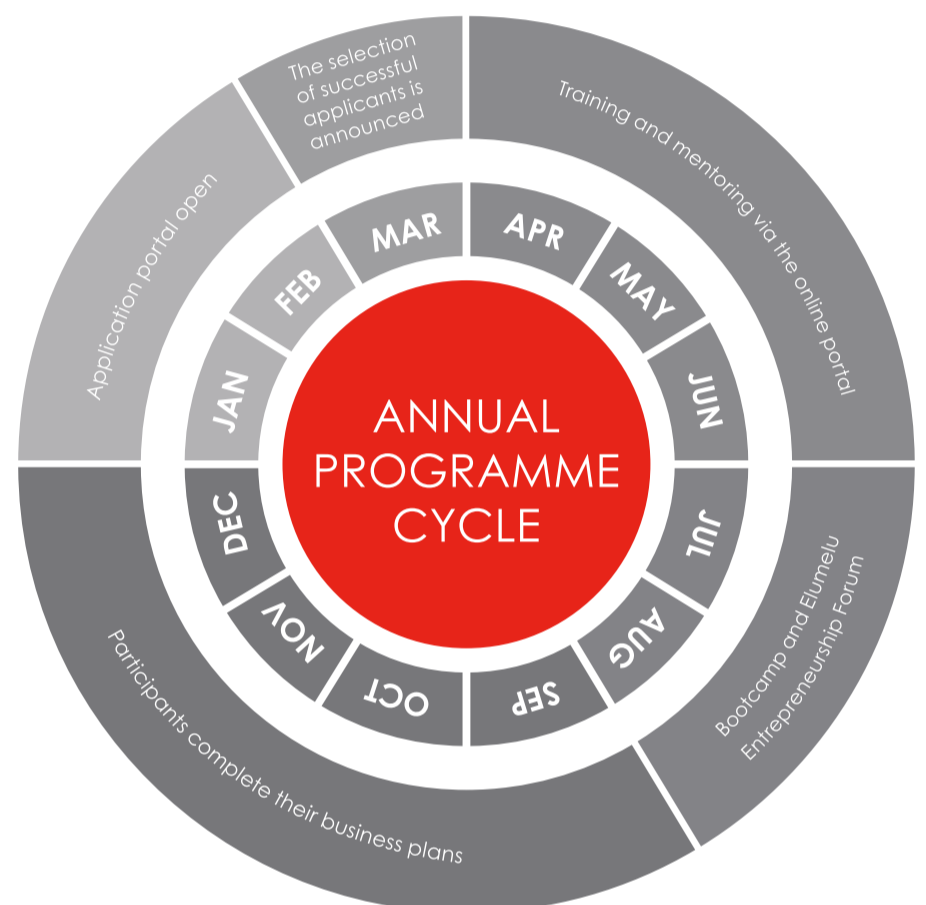 ANNUAL
PROGRAMME
CYCLE
JAN
FEB
MAR
APR
MAY
JUN
JUL
AUG
SEP
OCT
NOV
DEC
Application portal open
The selection
of successful
applicants is
announced
Training and mentoring via the online portal
Bootcamp and Elumelu
Entrepreneurship Forum
Participants complete their business plans